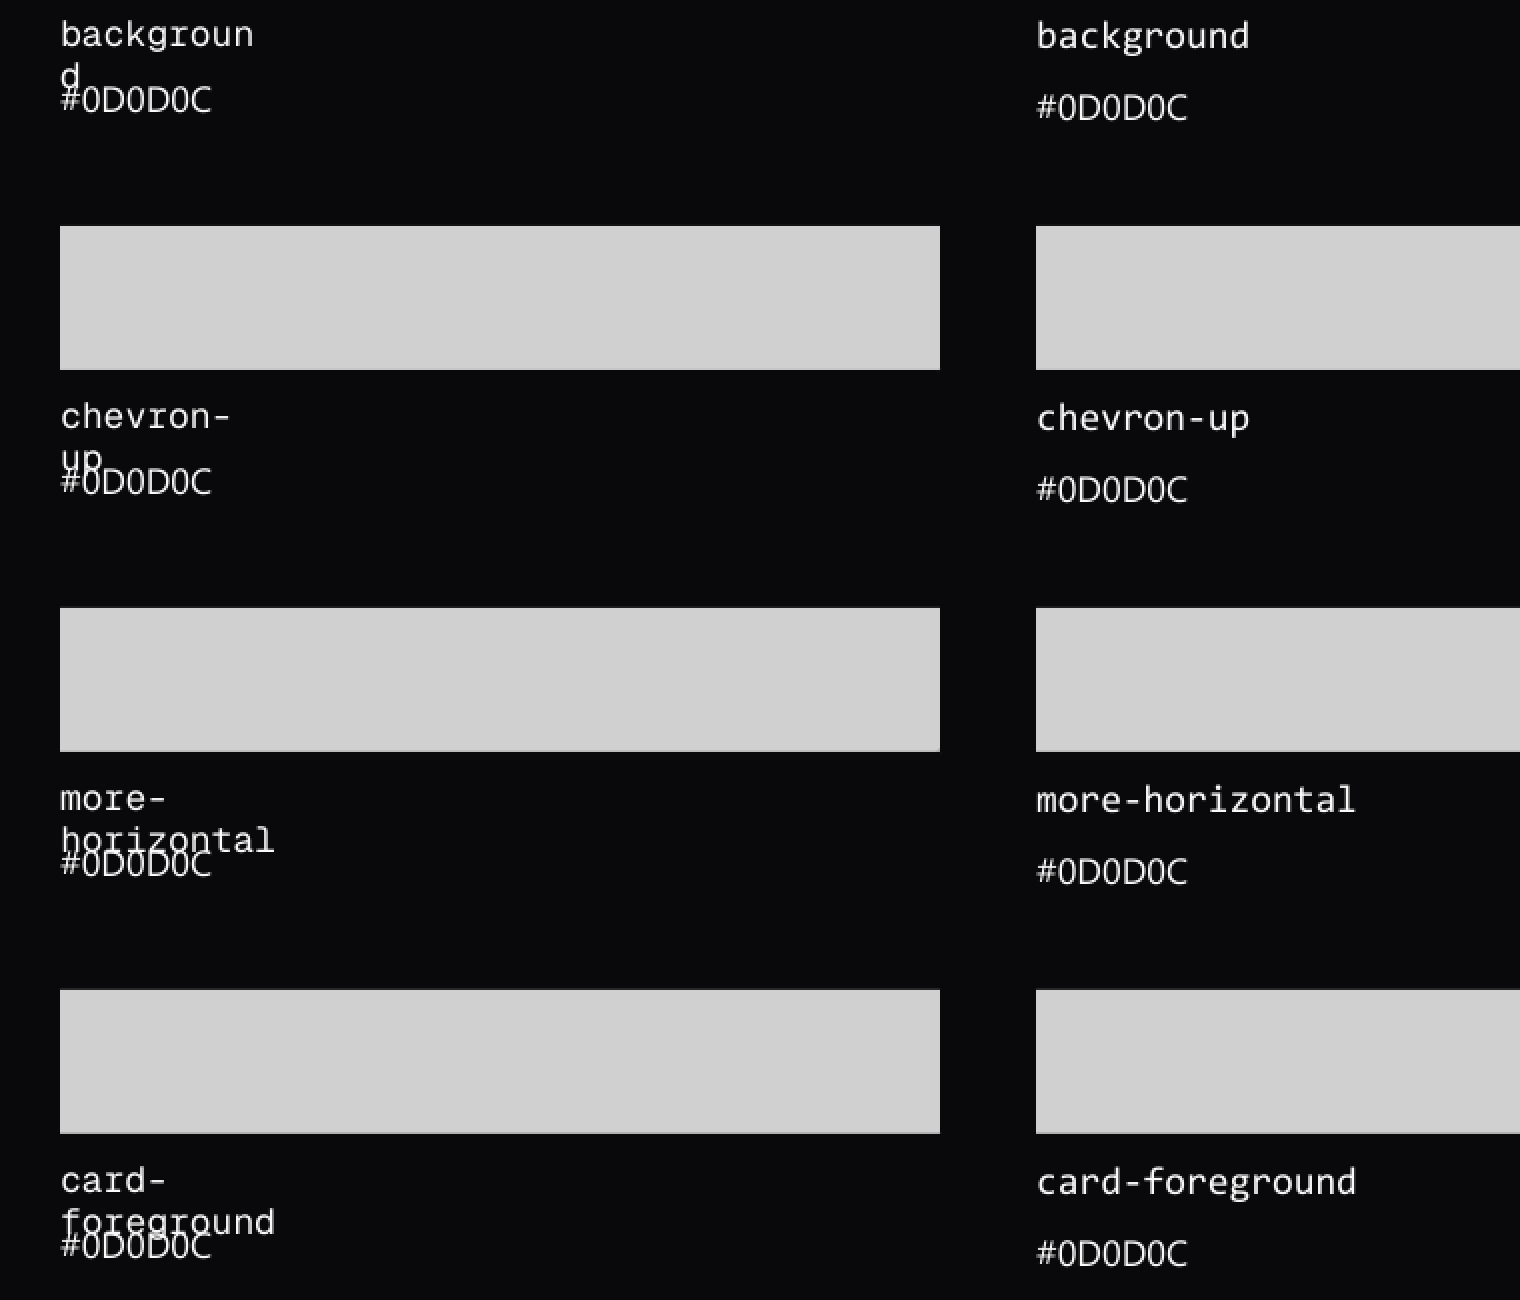 backgroun
d
#0D0D0C
background
#0D0D0C
chevron-
up
#0D0D0C
chevron-up
#0D0D0C
more-
horizontal
#0D0D0C
more-horizontal
#0D0D0C
card-
foreground
#0D0D0C
card-foreground
#0D0D0C